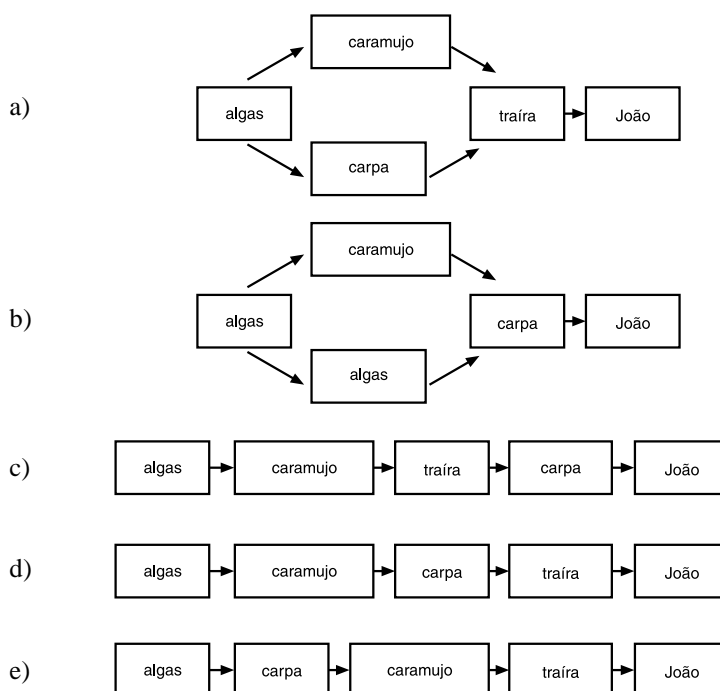 caramujo
a) algas traíra João
carpa
caramujo
b) algas carpa João
algas
c) algas caramujo traíra carpa João
d) algas caramujo carpa traíra João
e) algas carpa caramujo traíra João